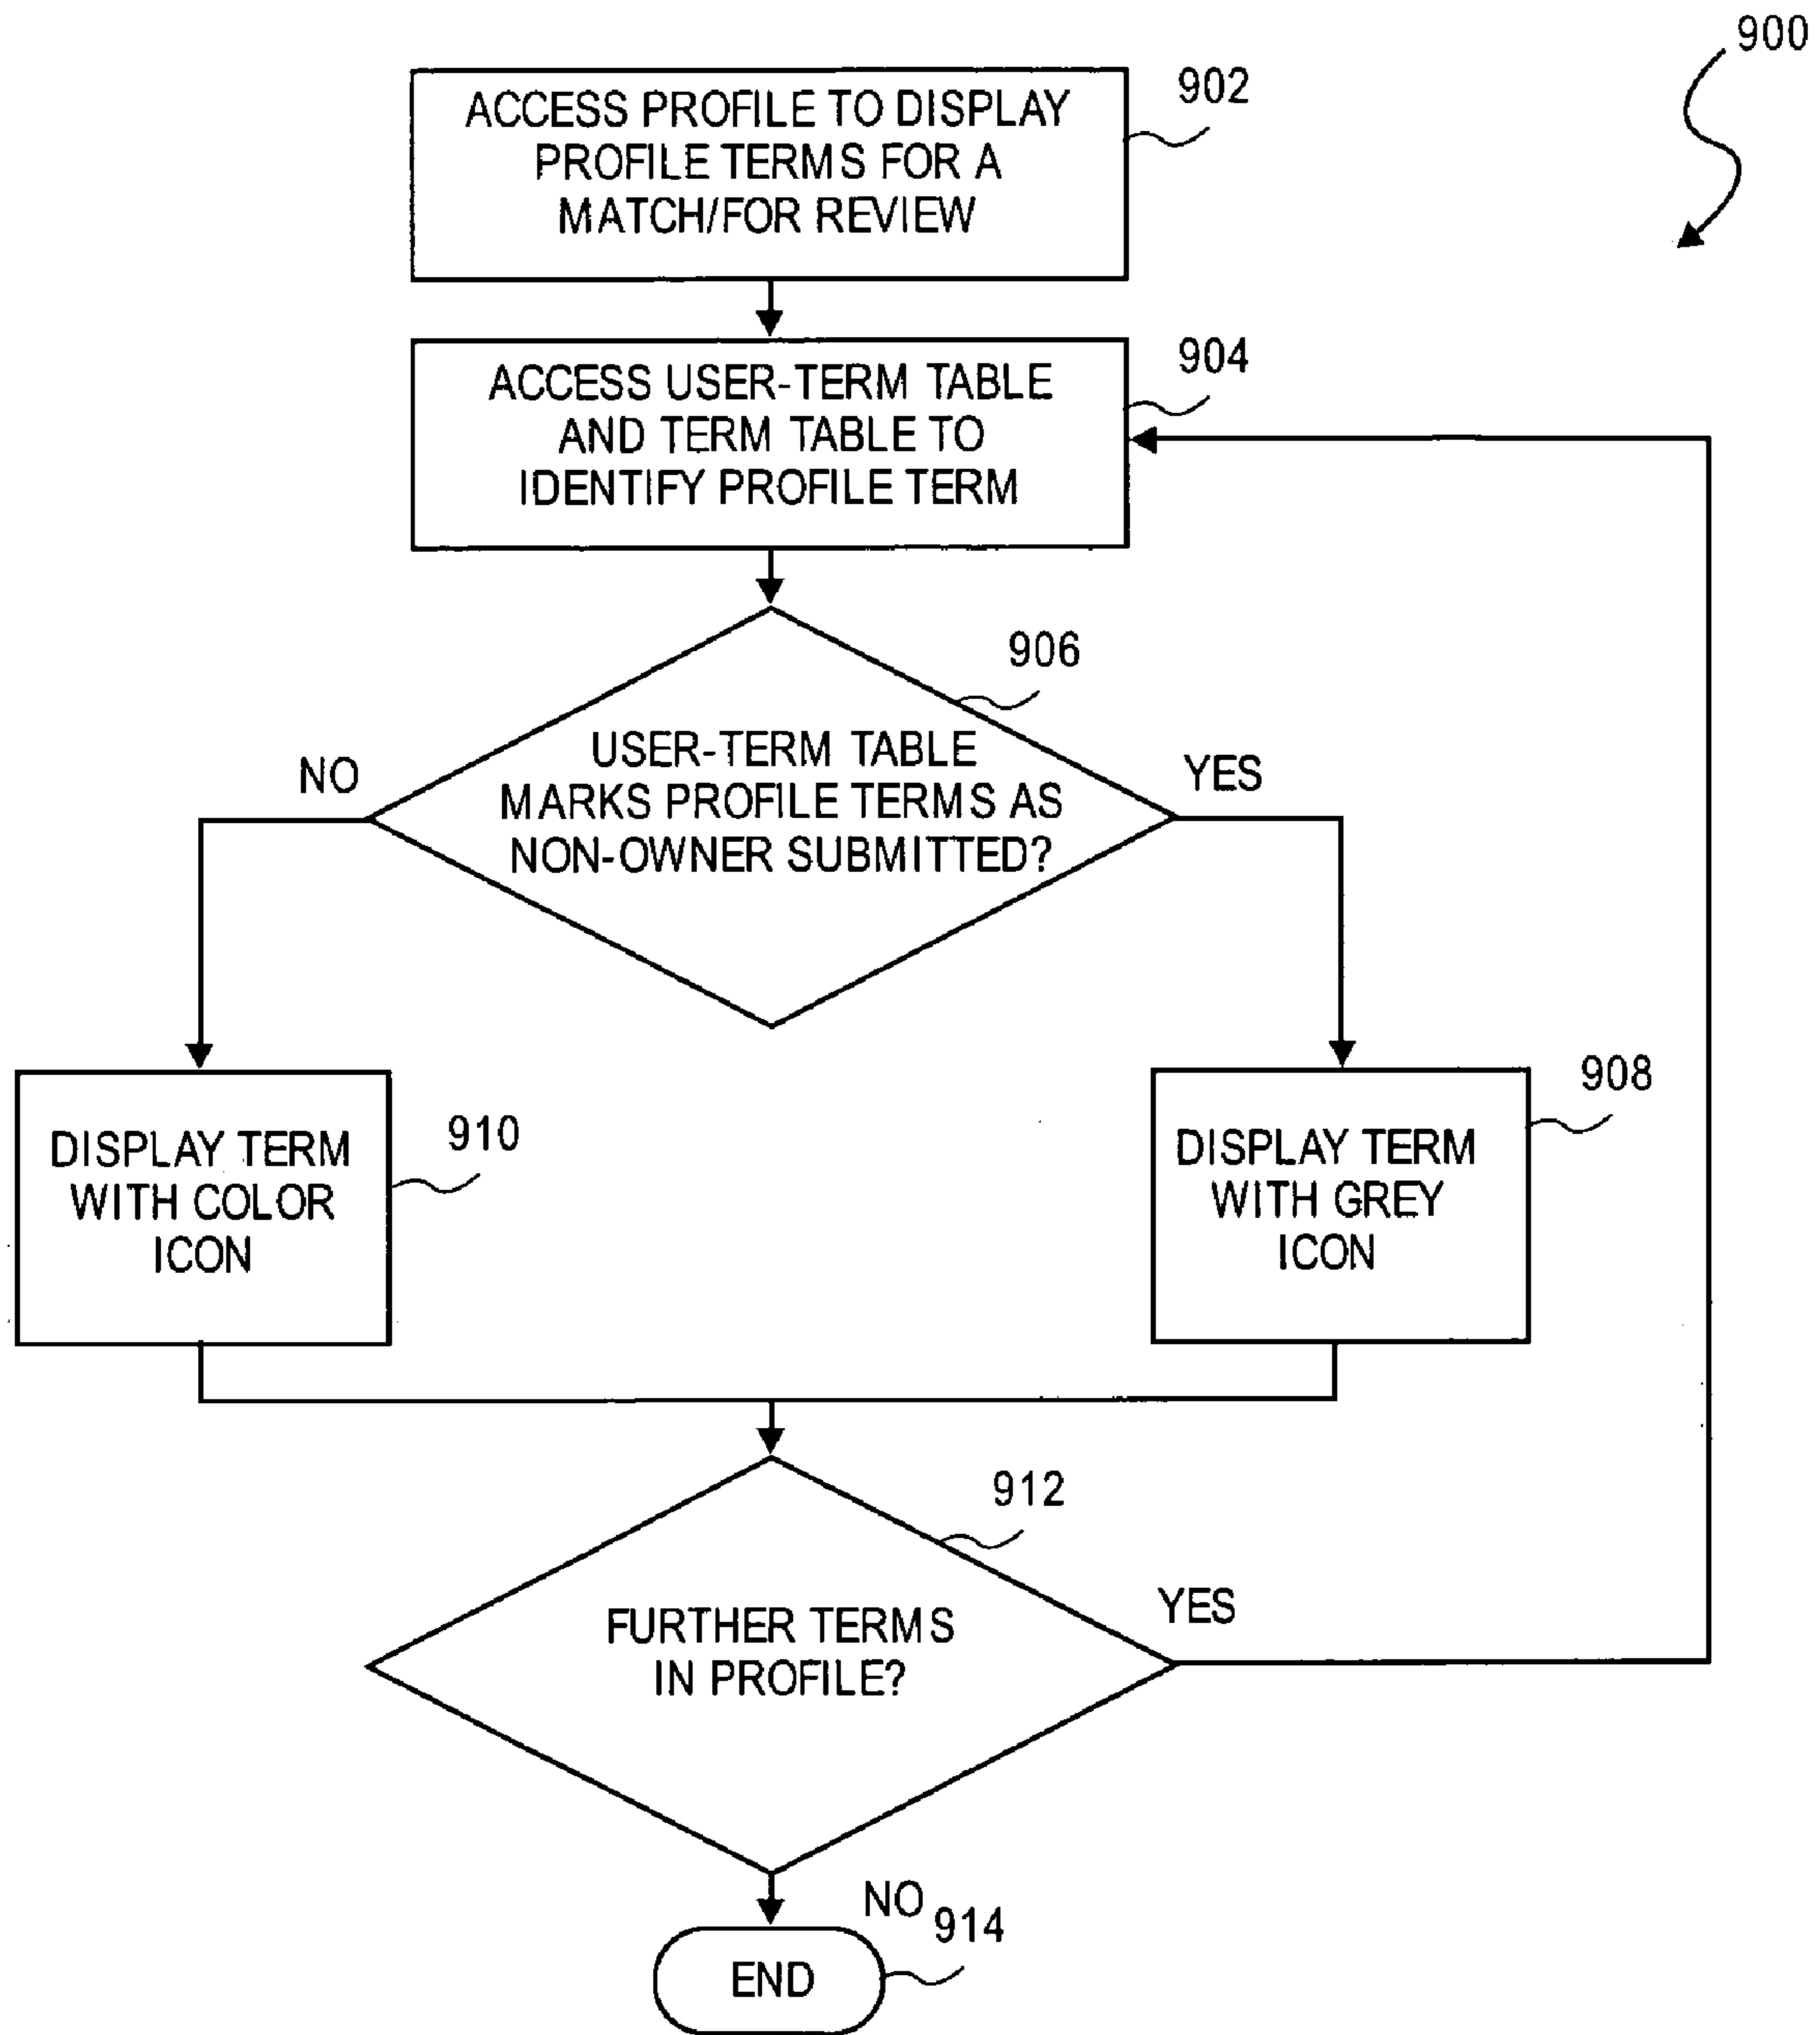 900
902
ACCESS PROFILE TO DISPLAY
PROFILE TERMS FOR A
MATCH/FOR REVIEW
904
ACCESS USER-TERM TABLE
AND TERM TABLE TO
IDENTIFY PROFILE TERM
906
USER-TERM TABLE
MARKS PROFILE TERMS AS
NON-OWNER SUBMITTED?
NO
YES
910
DISPLAY TERM
WITH COLOR
ICON
908
DISPLAY TERM
WITH GREY
ICON
912
FURTHER TERMS
IN PROFILE?
YES
NO
914
END